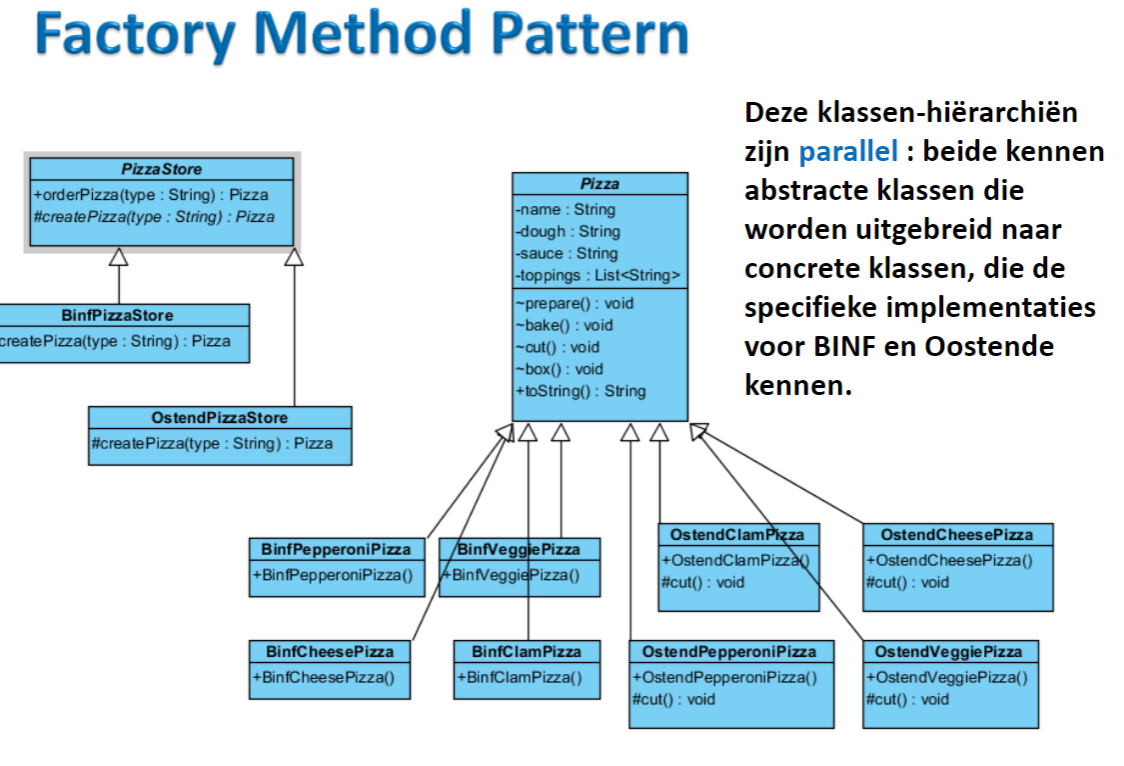 Factory Method Pattern
Deze klassen-hiërarchiën
zijn parallel : beide kennen
abstracte klassen die
worden uitgebreid naar
concrete klassen, die de
specifieke implementaties
voor BINF en Oostende
kennen.
PizzaStore
+orderPizza(type : String) : Pizza
#createPizza(type : String) : Pizza
BinfPizzaStore
createPizza(type : String) : Pizza
OstendPizzaStore
#createPizza(type : String) : Pizza
Pizza
-name : String
-dough : String
-sauce : String
-toppings : List<String>
~prepare() : void
~bake() : void
~cut() : void
~box() : void
+toString() : String
BinfPepperoniPizza
+BinfPepperoniPizza()
BinfVeggiePizza
+BinfVeggiePizza()
OstendClamPizza
+OstendClamPizza()
#cut() : void
OstendCheesePizza
+OstendCheesePizza()
#cut() : void
BinfCheesePizza
+BinfCheesePizza()
BinfClamPizza
+BinfClamPizza()
OstendPepperoniPizza
+OstendPepperoniPizza()
#cut() : void
OstendVeggiePizza
+OstendVeggiePizza()
#cut() : void